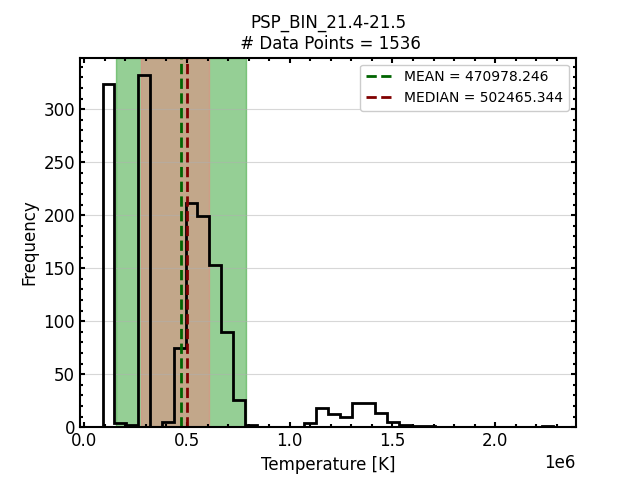 PSP_BIN_21.4-21.5
# Data Points = 1536
MEAN = 470978.246
MEDIAN = 502465.344
Frequency
300
250
200
150
100
50
0
0.0 0.5 1.0 1.5 2.0
Temperature [K]
1e6